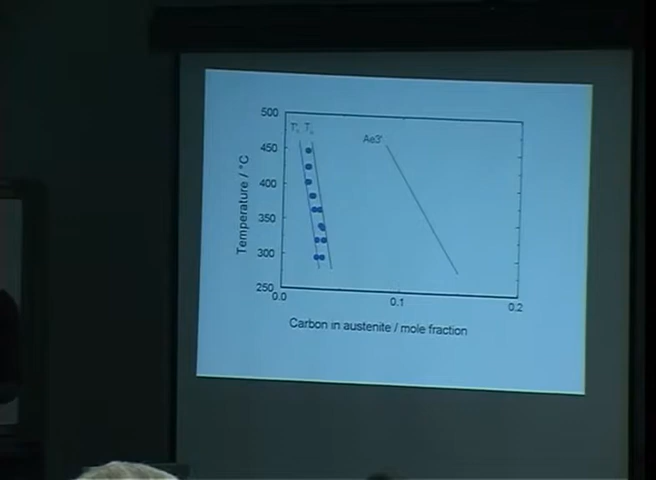 500
T'₀ T₀
Ae3'
450
400
350
300
250
0.0
0.1
0.2
Temperature / °C
Carbon in austenite / mole fraction